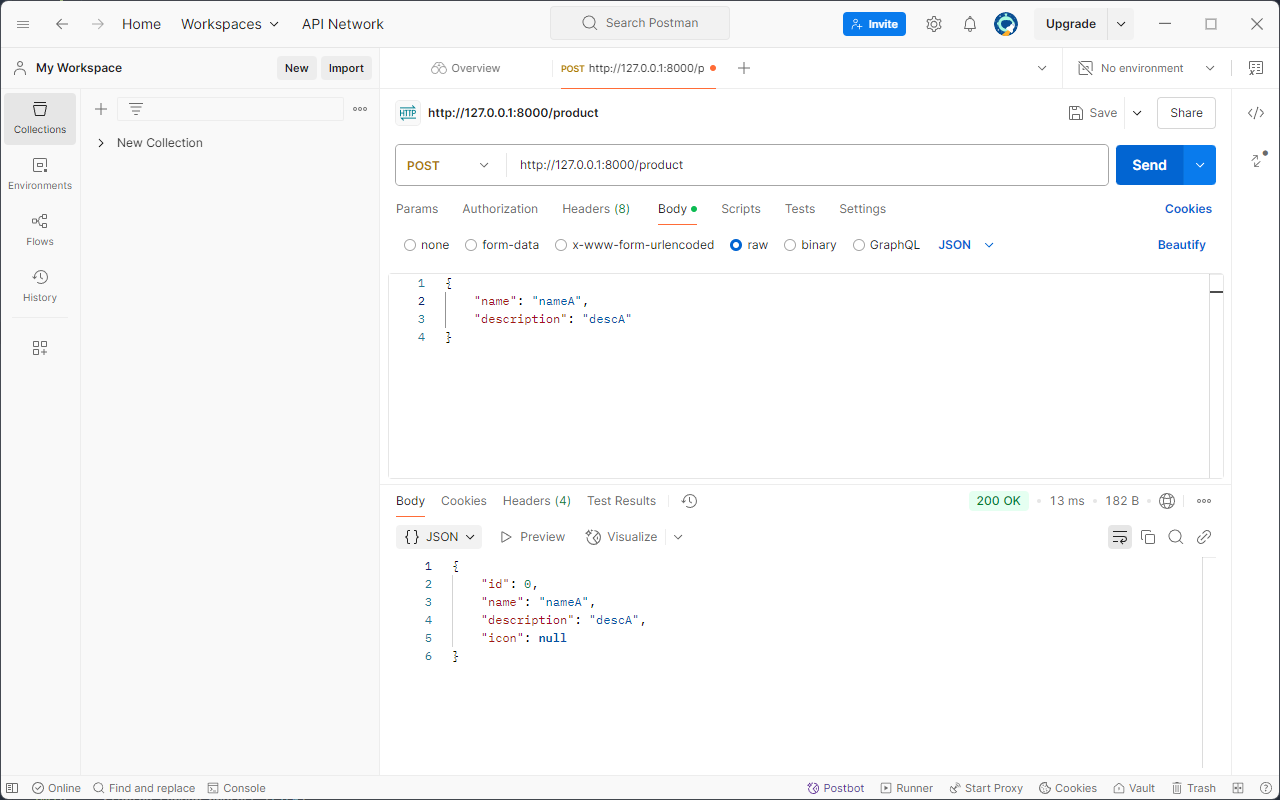 Home Workspaces API Network Search Postman Invite Upgrade
My Workspace New Import Overview POST http://127.0.0.1:8000/p No environment
Collections
New Collection
Environments
Flows
History
HTTP http://127.0.0.1:8000/product Save Share
POST http://127.0.0.1:8000/product Send
Params Authorization Headers (8) Body Scripts Tests Settings Cookies
none form-data x-www-form-urlencoded raw binary GraphQL JSON Beautify
1 {
2 "name": "nameA",
3 "description": "descA"
4 }
Body Cookies Headers (4) Test Results 200 OK 13 ms 182 B
{} JSON Preview Visualize
1 {
2 "id": 0,
3 "name": "nameA",
4 "description": "descA",
5 "icon": null
6 }
Online Find and replace Console Postbot Runner Start Proxy Cookies Vault Trash